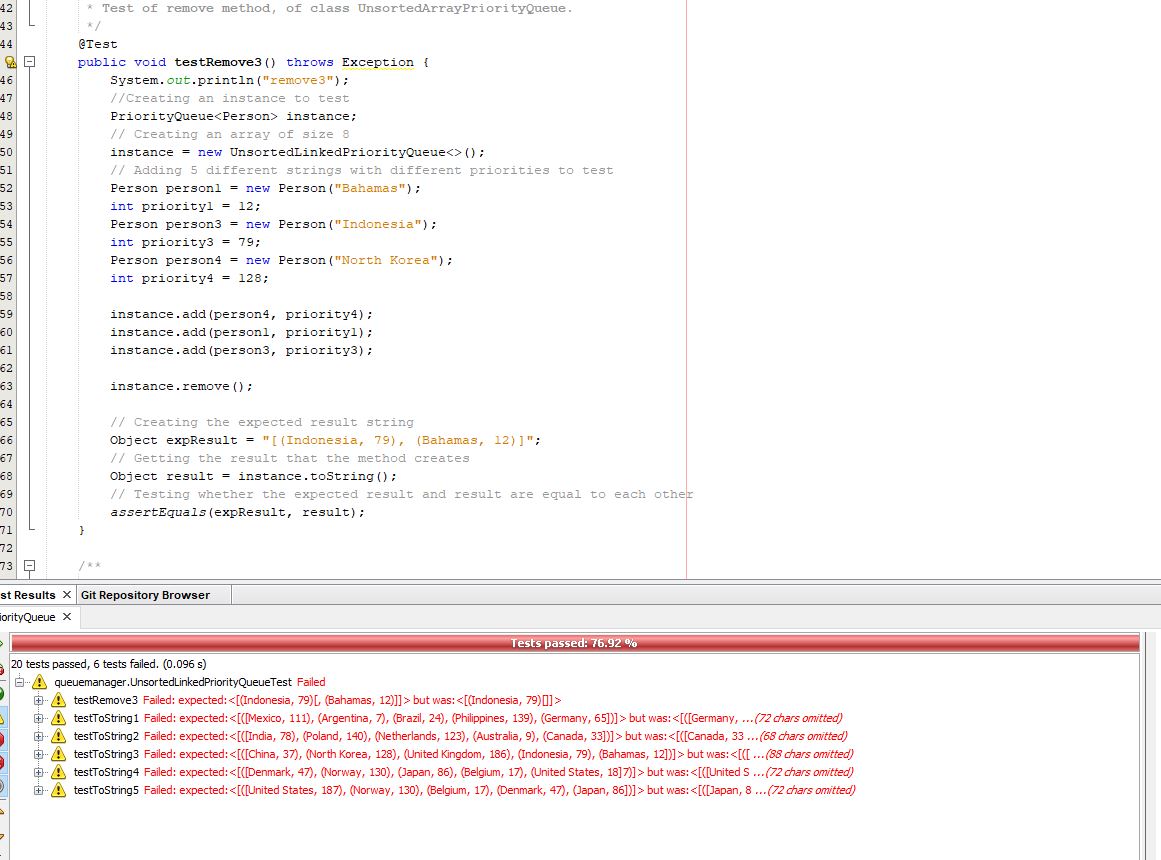 42 * Test of remove method, of class UnsortedArrayPriorityQueue.
43 */
44 @Test
public void testRemove3() throws Exception {
46 System.out.println("remove3");
47 //Creating an instance to test
48 PriorityQueue<Person> instance;
49 // Creating an array of size 8
50 instance = new UnsortedLinkedPriorityQueue<>();
51 // Adding 5 different strings with different priorities to test
52 Person person1 = new Person("Bahamas");
53 int priority1 = 12;
54 Person person3 = new Person("Indonesia");
55 int priority3 = 79;
56 Person person4 = new Person("North Korea");
57 int priority4 = 128;
58
59 instance.add(person4, priority4);
60 instance.add(person1, priority1);
61 instance.add(person3, priority3);
62
63 instance.remove();
64
65 // Creating the expected result string
66 Object expResult = "[(Indonesia, 79), (Bahamas, 12)]";
67 // Getting the result that the method creates
68 Object result = instance.toString();
69 // Testing whether the expected result and result are equal to each other
70 assertEquals(expResult, result);
71 }
72
73 /**
st Results × Git Repository Browser
iorityQueue ×
Tests passed: 76.92 %
20 tests passed, 6 tests failed. (0.096 s)
queuemanager.UnsortedLinkedPriorityQueueTest Failed
testRemove3 Failed: expected:<[(Indonesia, 79)[, (Bahamas, 12)]]> but was:<[(Indonesia, 79)[]]>
testToString1 Failed: expected:<[([Mexico, 111), (Argentina, 7), (Brazil, 24), (Philippines, 139), (Germany, 65])]> but was:<[([Germany, ...(72 chars omitted)
testToString2 Failed: expected:<[([India, 78), (Poland, 140), (Netherlands, 123), (Australia, 9), (Canada, 33])]> but was:<[([Canada, 33 ...(68 chars omitted)
testToString3 Failed: expected:<[([China, 37), (North Korea, 128), (United Kingdom, 186), (Indonesia, 79), (Bahamas, 12])]> but was:<[([ ...(88 chars omitted)
testToString4 Failed: expected:<[([Denmark, 47), (Norway, 130), (Japan, 86), (Belgium, 17), (United States, 18]7)]> but was:<[([United S ...(72 chars omitted)
testToString5 Failed: expected:<[([United States, 187), (Norway, 130), (Belgium, 17), (Denmark, 47), (Japan, 86])]> but was:<[([Japan, 8 ...(72 chars omitted)